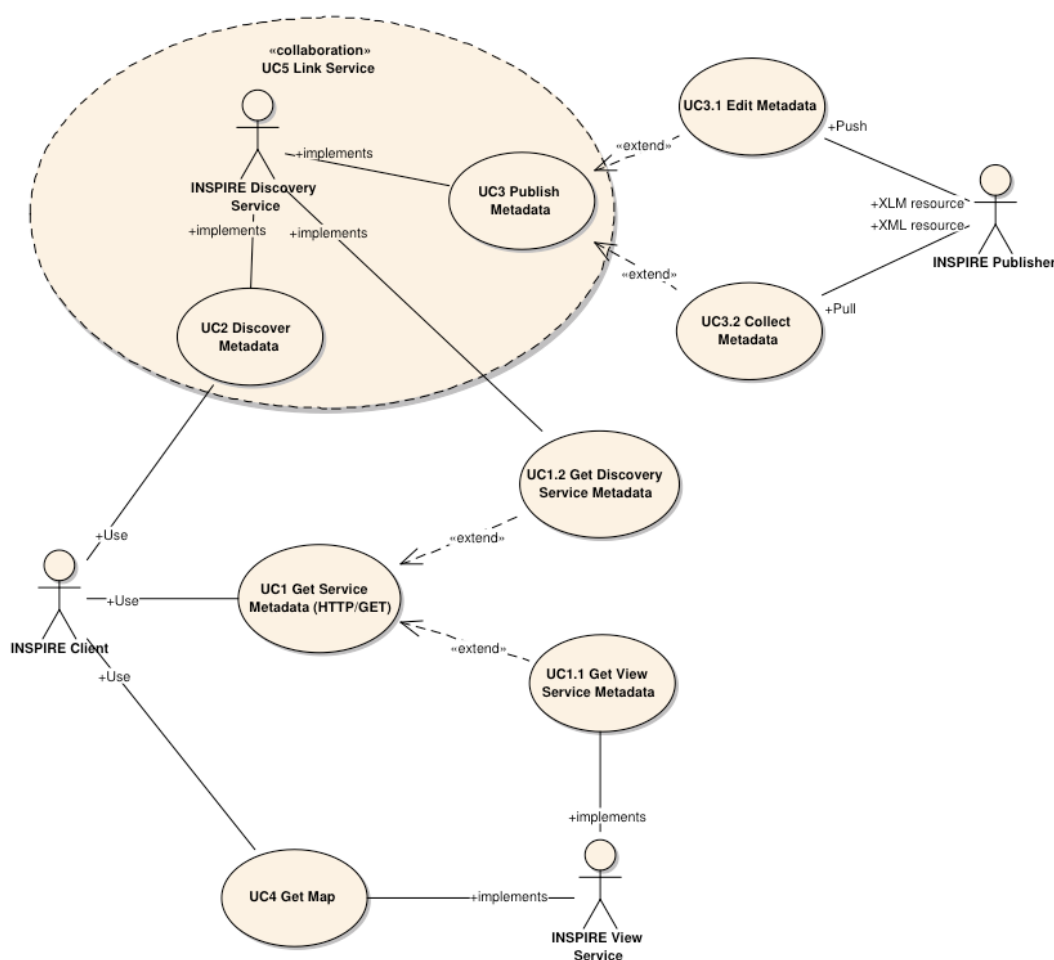 «collaboration»
UC5 Link Service
UC3.1 Edit Metadata
+Push
«extend»
+implements
INSPIRE Discovery
Service
UC3 Publish
Metadata
+XLM resource
+XML resource
INSPIRE Publisher
+implements
+implements
«extend»
+Pull
UC2 Discover
Metadata
UC3.2 Collect
Metadata
UC1.2 Get Discovery
Service Metadata
+Use
«extend»
UC1 Get Service
Metadata (HTTP/GET)
+Use
INSPIRE Client
«extend»
+Use
UC1.1 Get View
Service Metadata
+implements
UC4 Get Map
+implements
INSPIRE View
Service